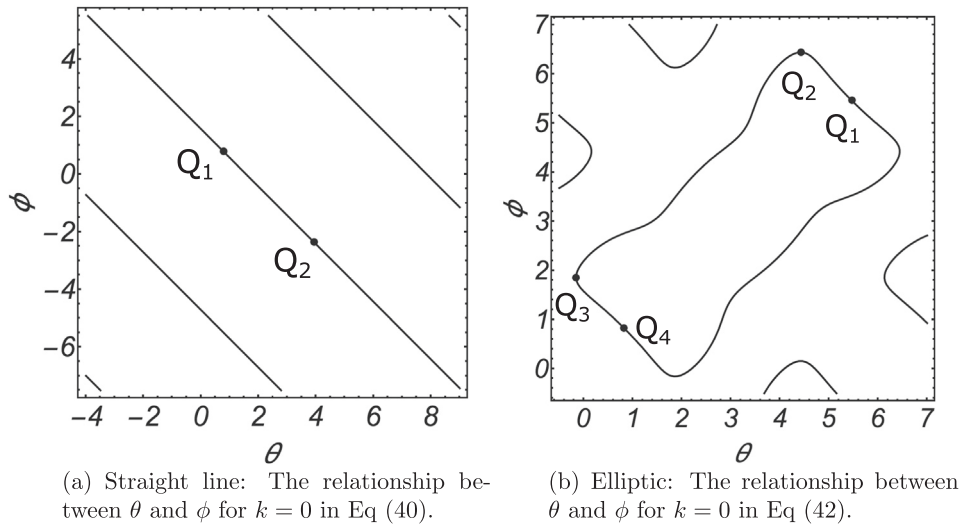 4
2
0
−2
−4
−6
ϕ
Q1
Q2
−4 −2 0 2 4 6 8
θ
7
6
5
4
3
2
1
0
ϕ
Q2
Q1
Q3
Q4
0 1 2 3 4 5 6 7
θ
(a) Straight line: The relationship be-
tween θ and ϕ for k = 0 in Eq (40).
(b) Elliptic: The relationship between
θ and ϕ for k = 0 in Eq (42).